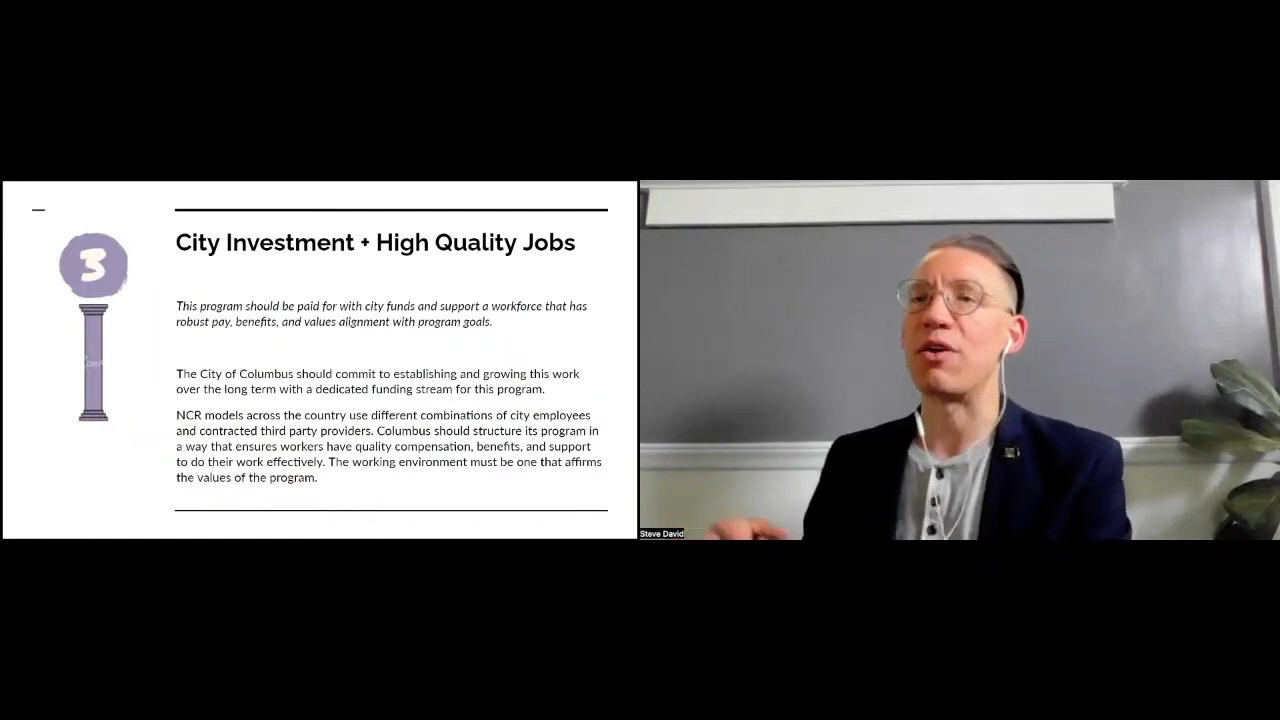 3
City Investment + High Quality Jobs
This program should be paid for with city funds and support a workforce that has
robust pay, benefits, and values alignment with program goals.
The City of Columbus should commit to establishing and growing this work
over the long term with a dedicated funding stream for this program.
NCR models across the country use different combinations of city employees
and contracted third party providers. Columbus should structure its program in
a way that ensures workers have quality compensation, benefits, and support
to do their work effectively. The working environment must be one that affirms
the values of the program.
Steve David